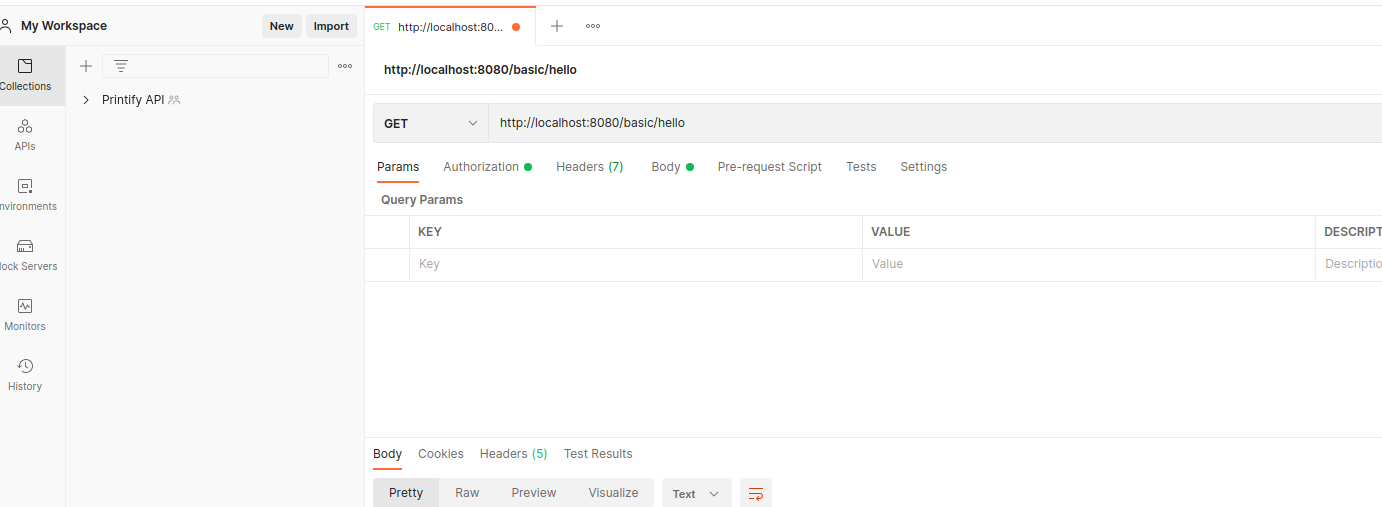 My Workspace
New
Import
GET http://localhost:80...
Collections
Printify API
APIs
nvironments
lock Servers
Monitors
History
http://localhost:8080/basic/hello
GET
http://localhost:8080/basic/hello
Params
Authorization
Headers (7)
Body
Pre-request Script
Tests
Settings
Query Params
KEY
VALUE
DESCRIPT
Key
Value
Descriptio
Body
Cookies
Headers (5)
Test Results
Pretty
Raw
Preview
Visualize
Text